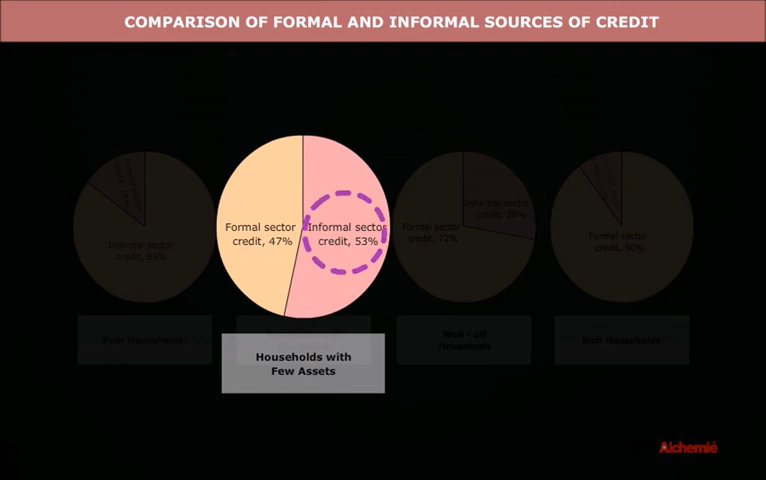 COMPARISON OF FORMAL AND INFORMAL SOURCES OF CREDIT
Informal sector
credit, 85%
Formal sector
credit, 47%
Informal sector
credit, 53%
Formal sector
credit, 72%
Informal sector
credit, 28%
Formal sector
credit, 90%
Poor Households
Households with
Few Assets
Well - off
Households
Rich Households
Alchemié